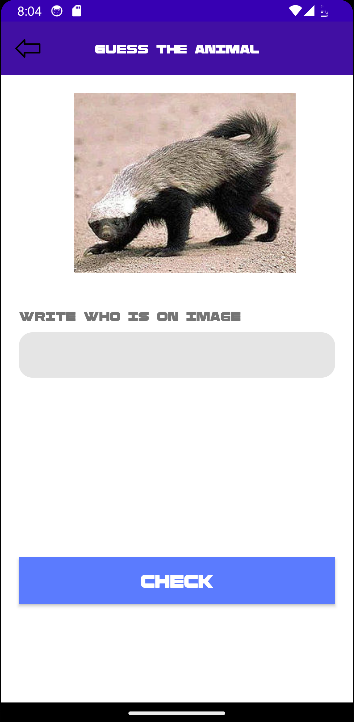 8:04
GUESS THE ANIMAL
WRITE WHO IS ON IMAGE
CHECK